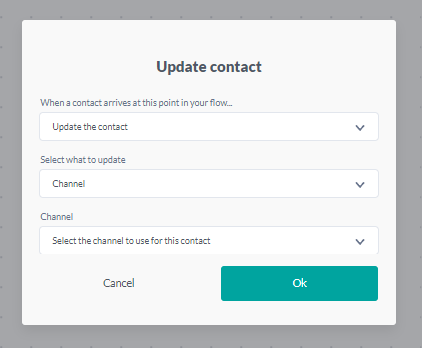 Update contact
When a contact arrives at this point in your flow...
Update the contact
Select what to update
Channel
Channel
Select the channel to use for this contact
Cancel
Ok